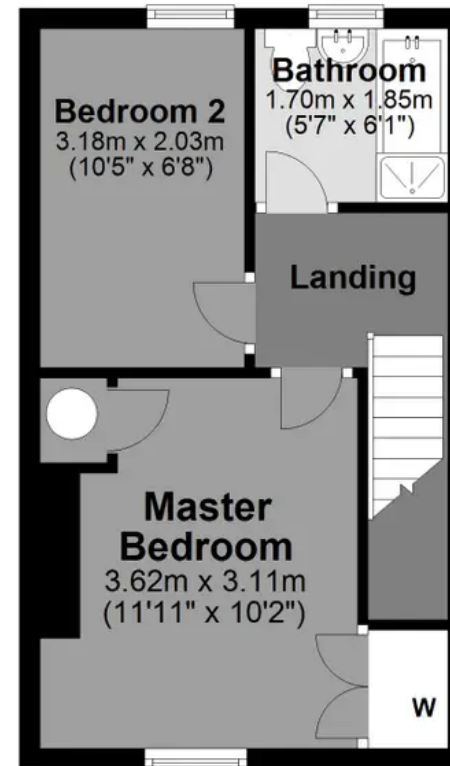 Bathroom
1.70m x 1.85m
(5'7" x 6'1")
Bedroom 2
3.18m x 2.03m
(10'5" x 6'8")
Landing
Master
Bedroom
3.62m x 3.11m
(11'11" x 10'2")
W